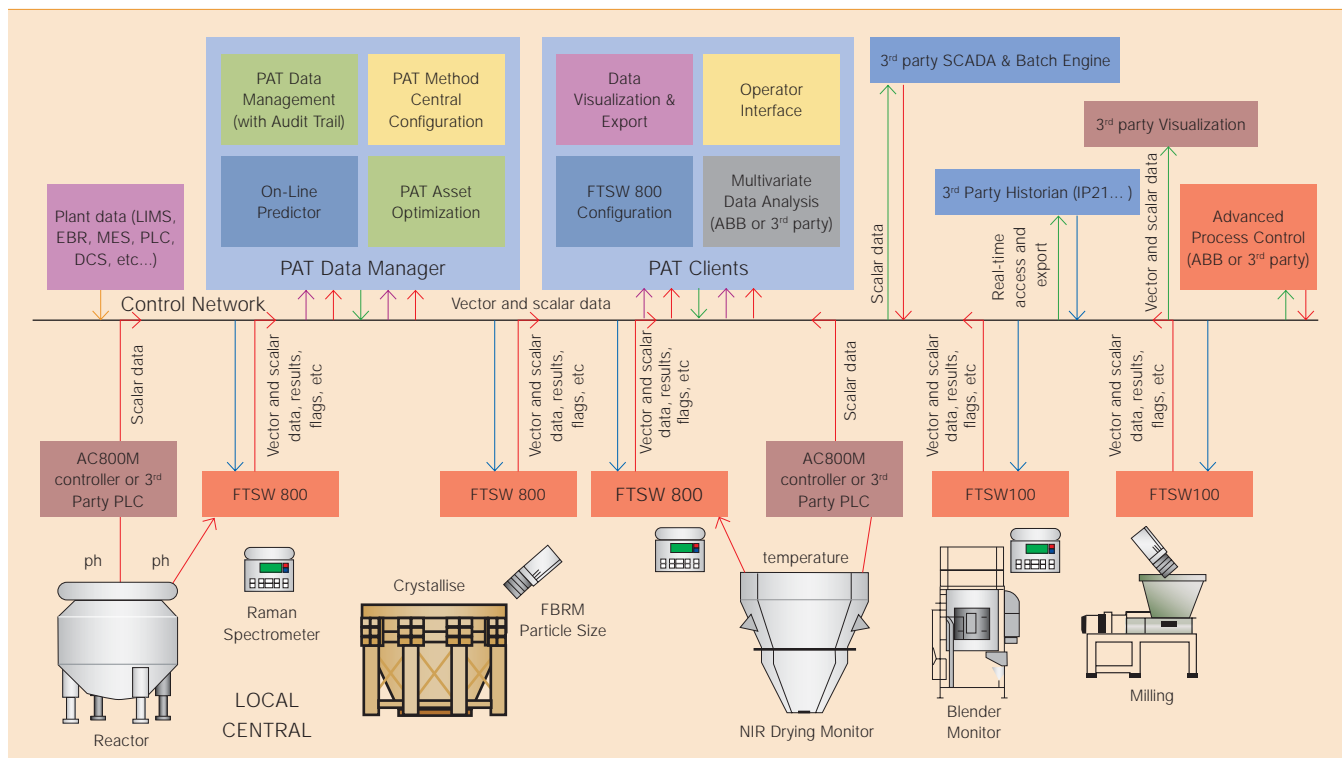 PAT Data
Management
(with Audit Trail)
PAT Method
Central
Configuration
On-Line
Predictor
PAT Asset
Optimization
PAT Data Manager
Data
Visualization &
Export
Operator
Interface
FTSW 800
Configuration
Multivariate
Data Analysis
(ABB or 3rd party)
PAT Clients
3rd party SCADA & Batch Engine
3rd party Visualization
3rd Party Historian (IP21... )
Advanced
Process Control
(ABB or 3rd party)
Plant data (LIMS,
EBR, MES, PLC,
DCS, etc...)
Control Network
Vector and scalar data
Scalar data
Real-time
access and
export
Vector and scalar data
Scalar data
Vector and scalar
data, results,
flags, etc
Vector and scalar
data, results,
flags, etc
Vector and scalar
data, results,
flags, etc
Scalar data
Vector and scalar
data, results,
flags, etc
Vector and scalar
data, results,
flags, etc
AC800M
controller or 3rd
Party PLC
FTSW 800
FTSW 800
FTSW 800
AC800M
controller or 3rd
Party PLC
FTSW100
FTSW100
ph
ph
temperature
Raman
Spectrometer
Crystallise
FBRM
Particle Size
LOCAL
CENTRAL
Reactor
NIR Drying Monitor
Blender
Monitor
Milling